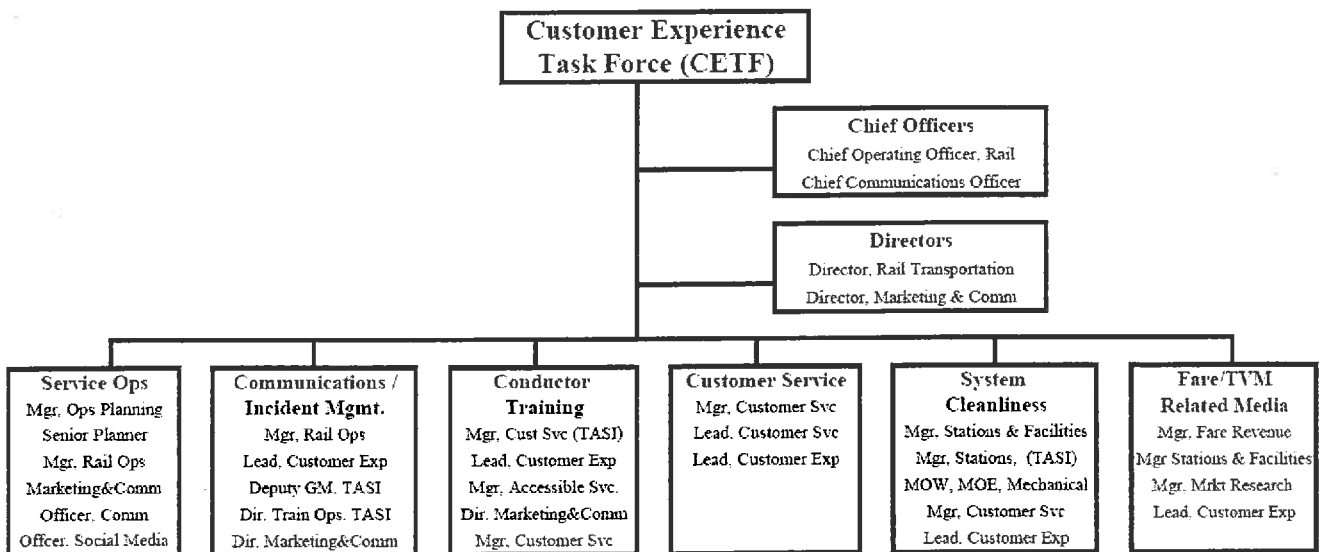 Customer Experience
Task Force (CETF)
Chief Officers
Chief Operating Officer, Rail
Chief Communications Officer
Directors
Director, Rail Transportation
Director, Marketing & Comm
Service Ops
Mgr, Ops Planning
Senior Planner
Mgr, Rail Ops
Marketing&Comm
Officer, Comm
Offcer. Social Media
Communications /
Incident Mgmt.
Mgr, Rail Ops
Lead, Customer Exp
Deputy GM. TASI
Dir. Train Ops. TASI
Dir. Marketing&Comm
Conductor
Training
Mgr, Cust Svc (TASI)
Lead, Customer Exp
Mgr, Accessible Svc.
Dir. Marketing&Comm
Mgr, Customer Svc
Customer Service
Mgr, Customer Svc
Lead, Customer Svc
Lead, Customer Exp
System
Cleanliness
Mgr, Stations & Facilities
Mgr, Stations, (TASI)
MOW, MOE, Mechanical
Mgr, Customer Svc
Lead. Customer Exp
Fare/TVM
Related Media
Mgr, Fare Revenue
Mgr Stations & Facilities
Mgr. Mrkt Research
Lead, Customer Exp